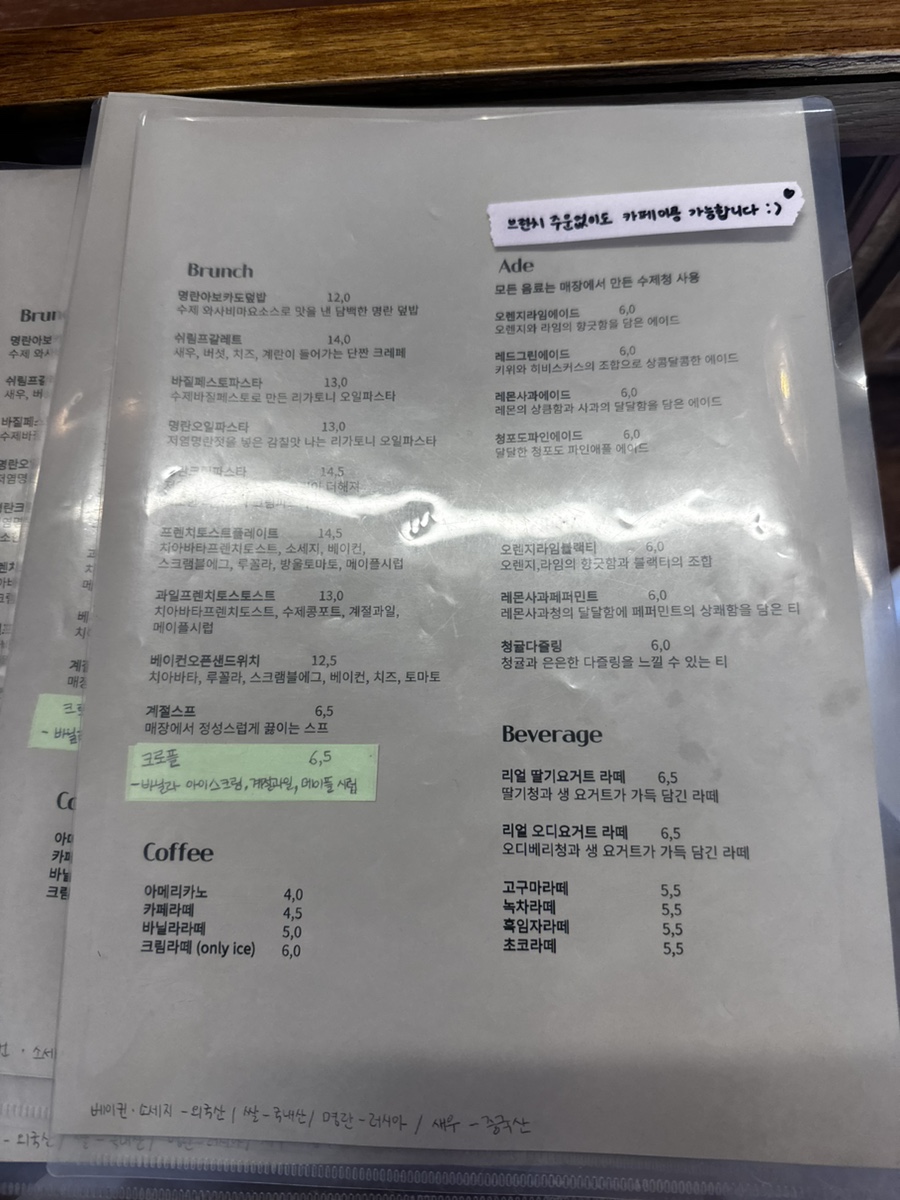 브런치 주문없이도 카페이용 가능합니다 :) ♥
Brunch
명란아보카도덮밥 12,0
수제 와사비마요소스로 맛을 낸 담백한 명란 덮밥
쉬림프갈레트 14,0
새우, 버섯, 치즈, 계란이 들어가는 단짠 크레페
바질페스토파스타 13,0
수제바질페스토로 만든 리가토니 오일파스타
명란오일파스타 13,0
저염명란젓을 넣은 감칠맛 나는 리가토니 오일파스타
14,5
더해져
프렌치토스트플레이트 14,5
치아바타프렌치토스트, 소세지, 베이컨,
스크램블에그, 루꼴라, 방울토마토, 메이플시럽
과일프렌치토스토스트 13,0
치아바타프렌치도스트, 수제콩포트, 계절과일,
메이플시럽
베이컨오픈샌드위치 12,5
치아바타, 루꼴라, 스크램블에그, 베이컨, 치즈, 토마토
계절스프 6,5
매장에서 정성스럽게 끓이는 스프
크로플 6,5
-바닐라 아이스크림, 계절과일, 메이플 시럽
Coffee
아메리카노 4,0
카페라떼 4,5
바닐라라떼 5,0
크림라떼 (only ice) 6,0
Ade
모든 음료는 매장에서 만든 수제청 사용
오렌지라임에이드 6,0
오렌지와 라임의 향긋함을 담은 에이드
레드그린에이드 6,0
키위와 히비스커스의 조합으로 상콤달콤한 에이드
레몬사과에이드 6,0
레몬의 상큼함과 사과의 달달함을 담은 에이드
청포도파인에이드 6,0
달달한 청포도 파인애플 에이드
오렌지라임블랙티 6,0
오렌지,라임의 향긋함과 블랙티의 조합
레몬사과페퍼민트 6,0
레몬사과청의 달달함에 페퍼민트의 상쾌함을 담은 티
청귤다즐링 6,0
청귤과 은은한 다즐링을 느낄 수 있는 티
Beverage
리얼 딸기요거트 라떼 6,5
딸기청과 생 요거트가 가득 담긴 라떼
리얼 오디요거트 라떼 6,5
오디베리청과 생 요거트가 가득 담긴 라떼
고구마라떼 5,5
녹차라떼 5,5
흑임자라떼 5,5
초코라떼 5,5
베이컨·소세지 -외국산 / 쌀-국내산/ 명란-러시아 / 새우 -중국산